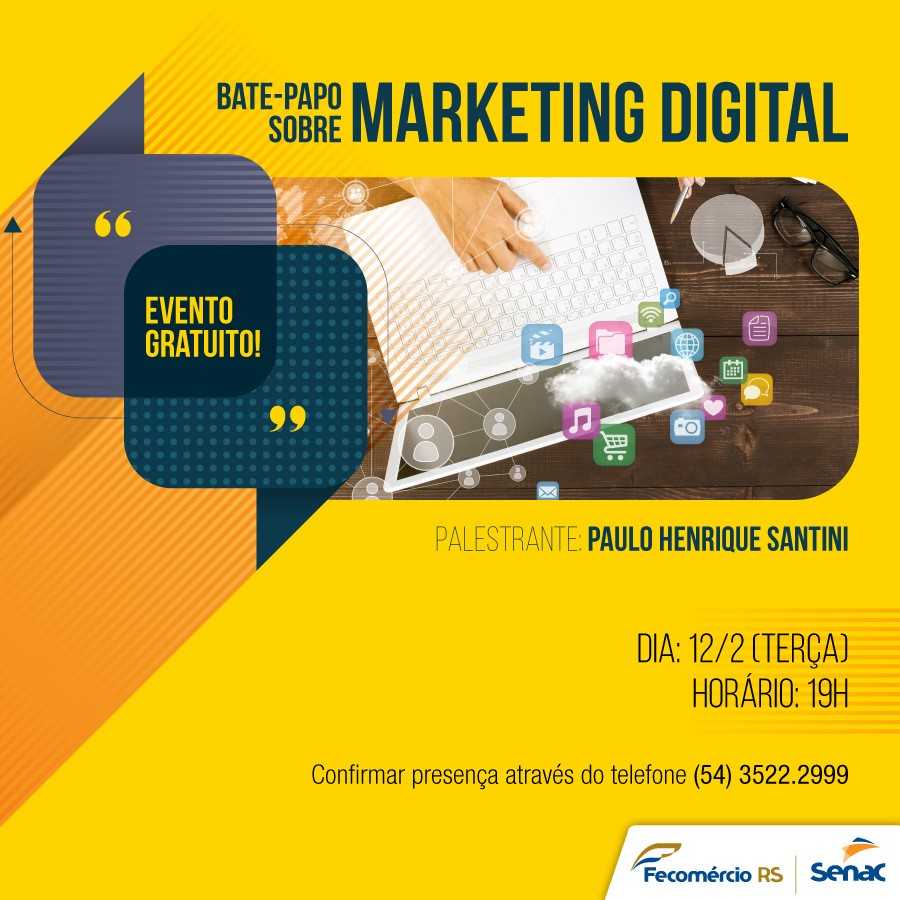 BATE-PAPO
SOBRE
MARKETING DIGITAL
“
EVENTO
GRATUITO!
”
PALESTRANTE: PAULO HENRIQUE SANTINI
DIA: 12/2 (TERÇA)
HORÁRIO: 19H
Confirmar presença através do telefone (54) 3522.2999
Fecomércio RS
Senac